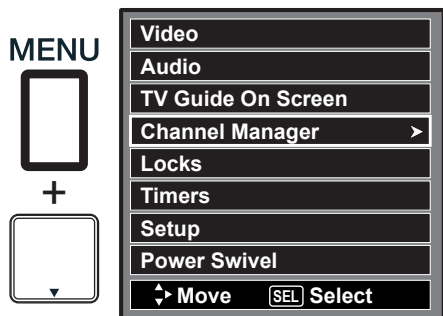 MENU
+
Video
Audio
TV Guide On Screen
Channel Manager
Locks
Timers
Setup
Power Swivel
Move SEL Select